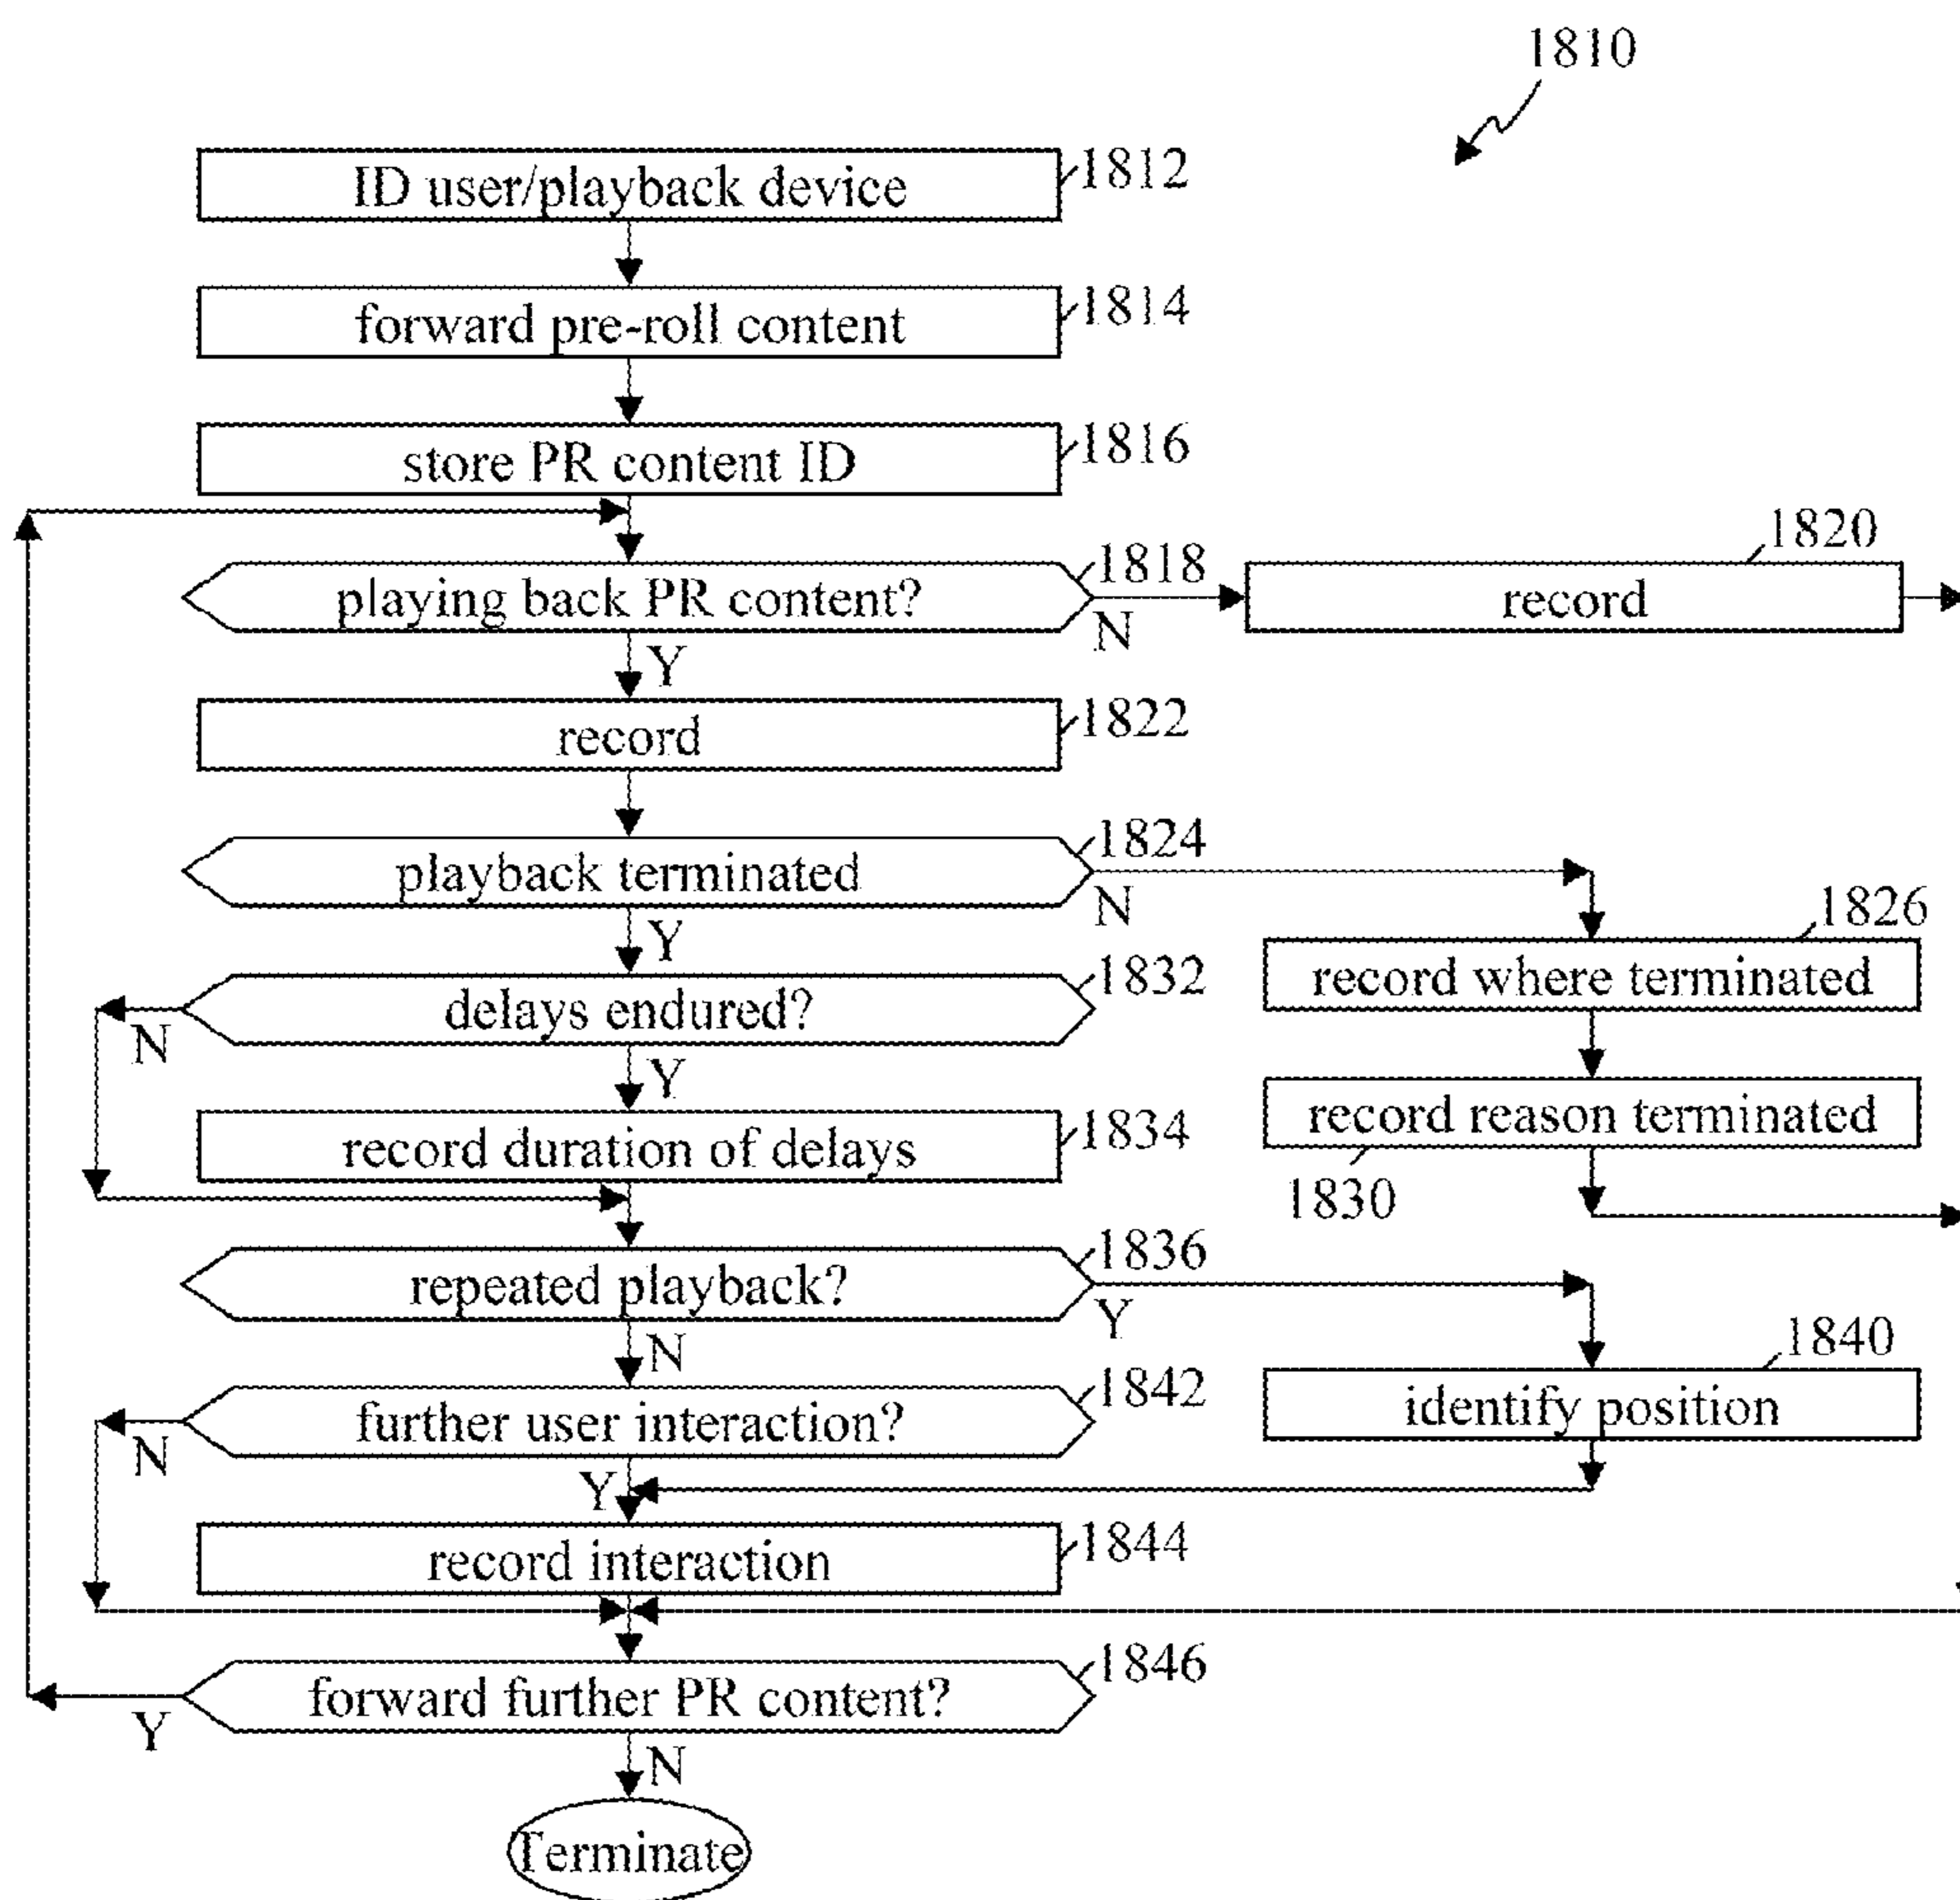 1810
ID user/playback device
1812
forward pre-roll content
1814
store PR content ID
1816
playing back PR content?
1818
N
record
1820
Y
record
1822
playback terminated
1824
N
Y
record where terminated
1826
delays endured?
1832
N
Y
record reason terminated
1830
record duration of delays
1834
repeated playback?
1836
Y
N
identify position
1840
further user interaction?
1842
N
Y
record interaction
1844
forward further PR content?
1846
Y
N
Terminate